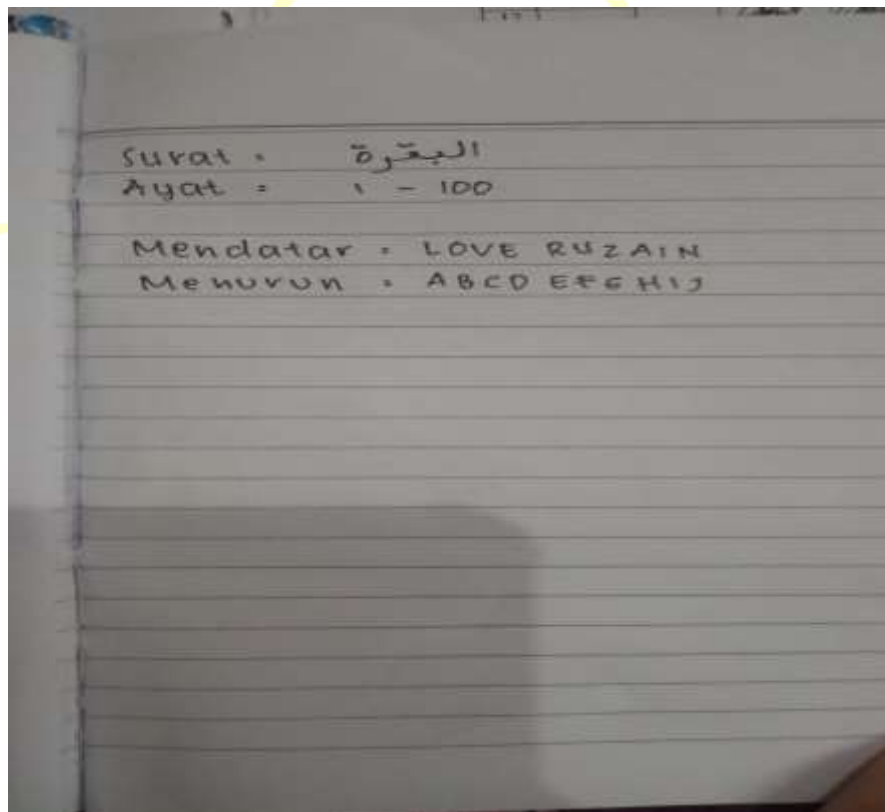 Surat = البقرة
Ayat = ١ - 100
Mendatar = LOVE RUZAIN
Menurun = ABCD EFGHIJ